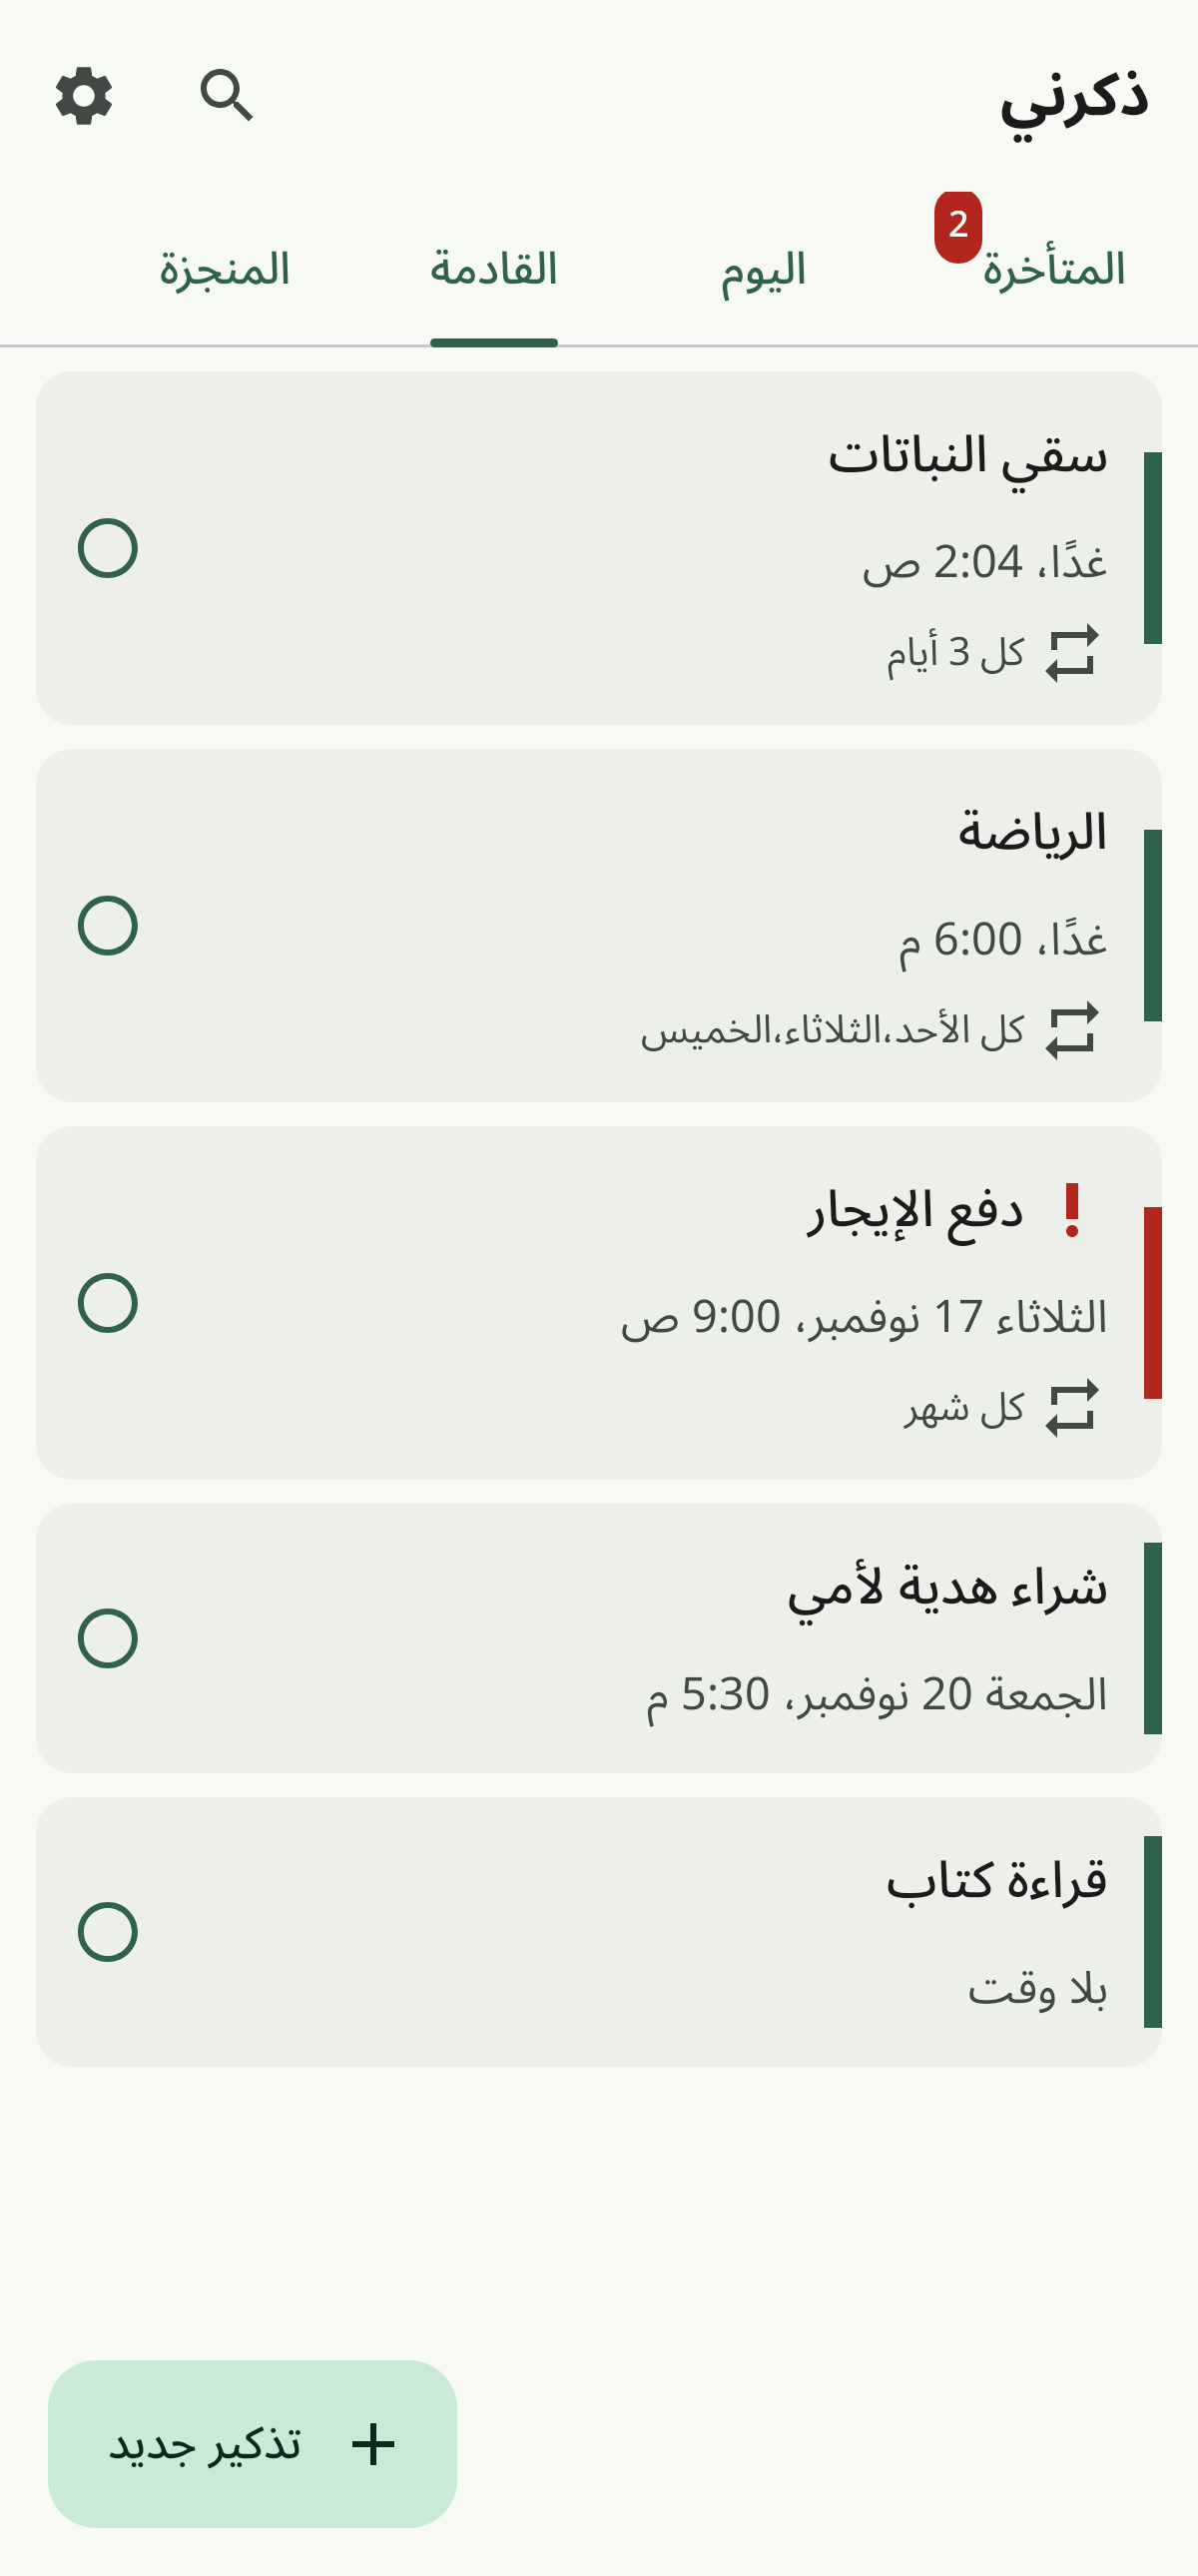 ذكرني
المتأخرة 2 اليوم القادمة المنجزة
سقي النباتات
غدًا، 2:04 ص
كل 3 أيام
الرياضة
غدًا، 6:00 م
كل الأحد،الثلاثاء،الخميس
دفع الإيجار
الثلاثاء 17 نوفمبر، 9:00 ص
كل شهر
شراء هدية لأمي
الجمعة 20 نوفمبر، 5:30 م
قراءة كتاب
بلا وقت
تذكير جديد